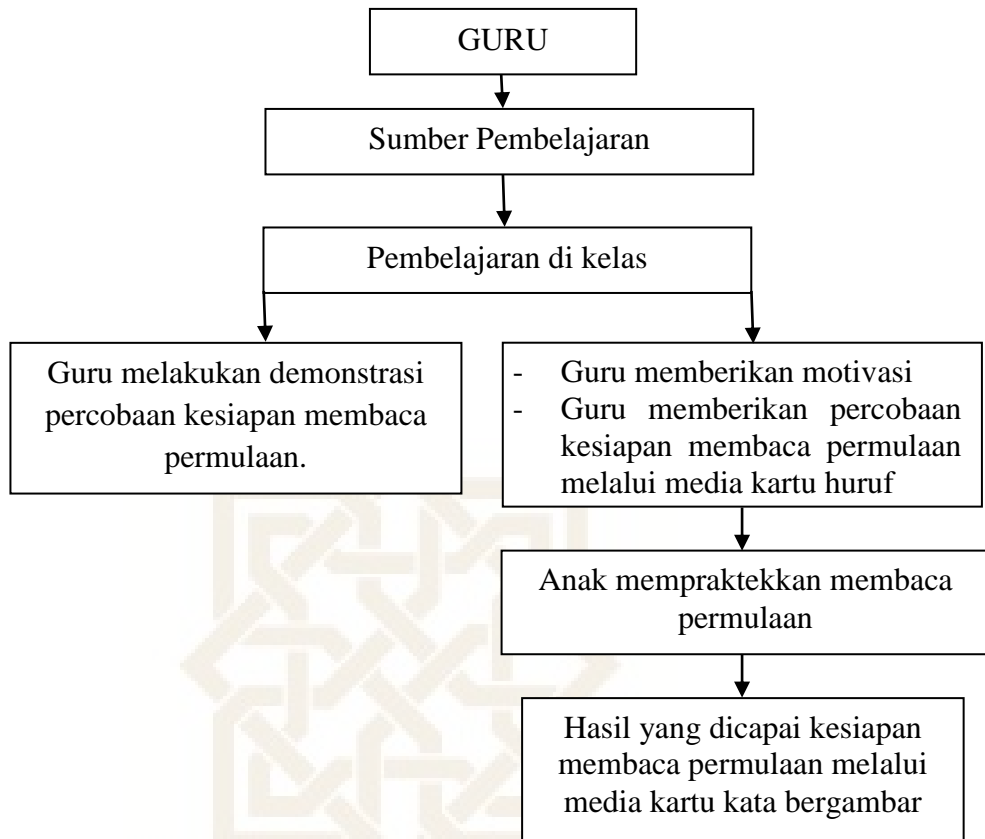 GURU
Sumber Pembelajaran
Pembelajaran di kelas
Guru melakukan demonstrasi
percobaan kesiapan membaca
permulaan.
- Guru memberikan motivasi
- Guru memberikan percobaan
kesiapan membaca permulaan
melalui media kartu huruf
Anak mempraktekkan membaca
permulaan
Hasil yang dicapai kesiapan
membaca permulaan melalui
media kartu kata bergambar